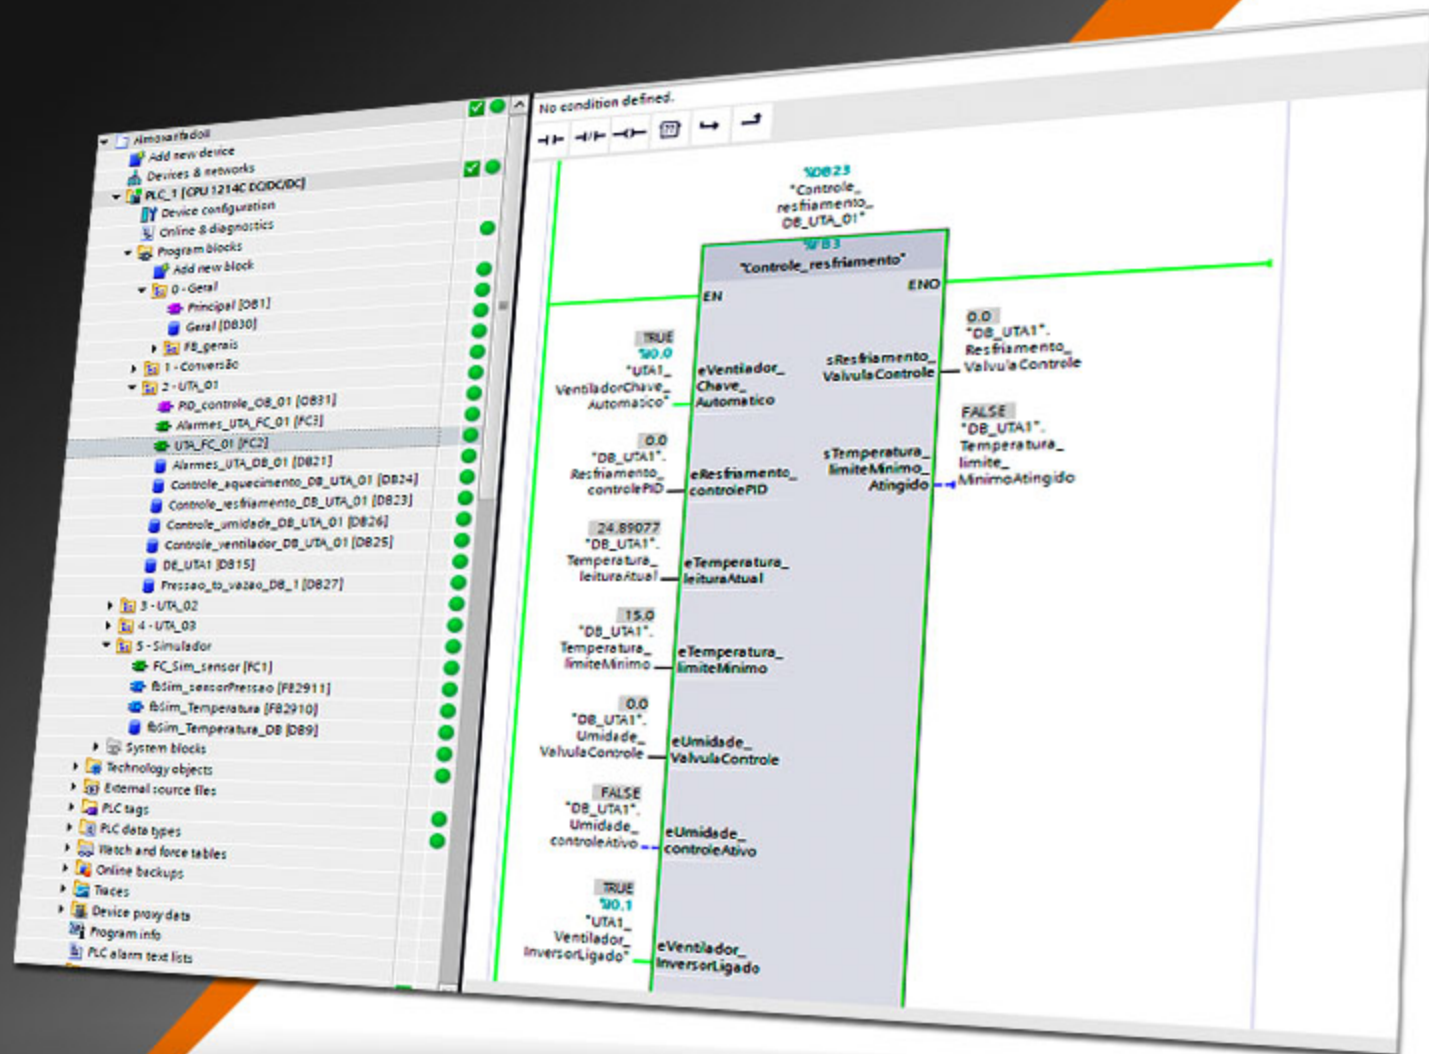 Almoxarifado II
Add new device
Devices & networks
PLC_1 [CPU 1214C DC/DC/DC]
Device configuration
Online & diagnostics
Program blocks
Add new block
0 - Geral
Principal [OB1]
Geral [DB30]
FB_gerais
1 - Conversão
2 - UTA_01
PID_controle_OB_01 [OB31]
Alarmes_UTA_FC_01 [FC3]
UTA_FC_01 [FC2]
Alarmes_UTA_DB_01 [DB21]
Controle_aquecimento_DB_UTA_01 [DB24]
Controle_resfriamento_DB_UTA_01 [DB23]
Controle_umidade_DB_UTA_01 [DB26]
Controle_ventilador_DB_UTA_01 [DB25]
DB_UTA1 [DB15]
Pressao_to_vazao_DB_1 [DB27]
3 - UTA_02
4 - UTA_03
5 - Simulador
FC_Sim_sensor [FC1]
fbSim_sensorPressao [FB2911]
fbSim_Temperatura [FB2910]
fbSim_Temperatura_DB [DB9]
System blocks
Technology objects
External source files
PLC tags
PLC data types
Watch and force tables
Online backups
Traces
Device proxy data
Program info
PLC alarm text lists
No condition defined.
%DB23
"Controle_
resfriamento_
DB_UTA_01"
%FB3
"Controle_resfriamento"
EN
ENO
TRUE
%I0.0
"UTA1_
VentiladorChave_
Automatico"
eVentilador_
Chave_
Automatico
0.0
"DB_UTA1".
Resfriamento_
controlePID
eResfriamento_
controlePID
24.89077
"DB_UTA1".
Temperatura_
leituraAtual
eTemperatura_
leituraAtual
15.0
"DB_UTA1".
Temperatura_
limiteMinimo
eTemperatura_
limiteMinimo
0.0
"DB_UTA1".
Umidade_
ValvulaControle
eUmidade_
ValvulaControle
FALSE
"DB_UTA1".
Umidade_
controleAtivo
eUmidade_
controleAtivo
TRUE
%I0.1
"UTA1_
Ventilador_
InversorLigado"
eVentilador_
InversorLigado
sResfriamento_
ValvulaControle
0.0
"DB_UTA1".
Resfriamento_
ValvulaControle
sTemperatura_
limiteMinimo_
Atingido
FALSE
"DB_UTA1".
Temperatura_
limite_
MinimoAtingido